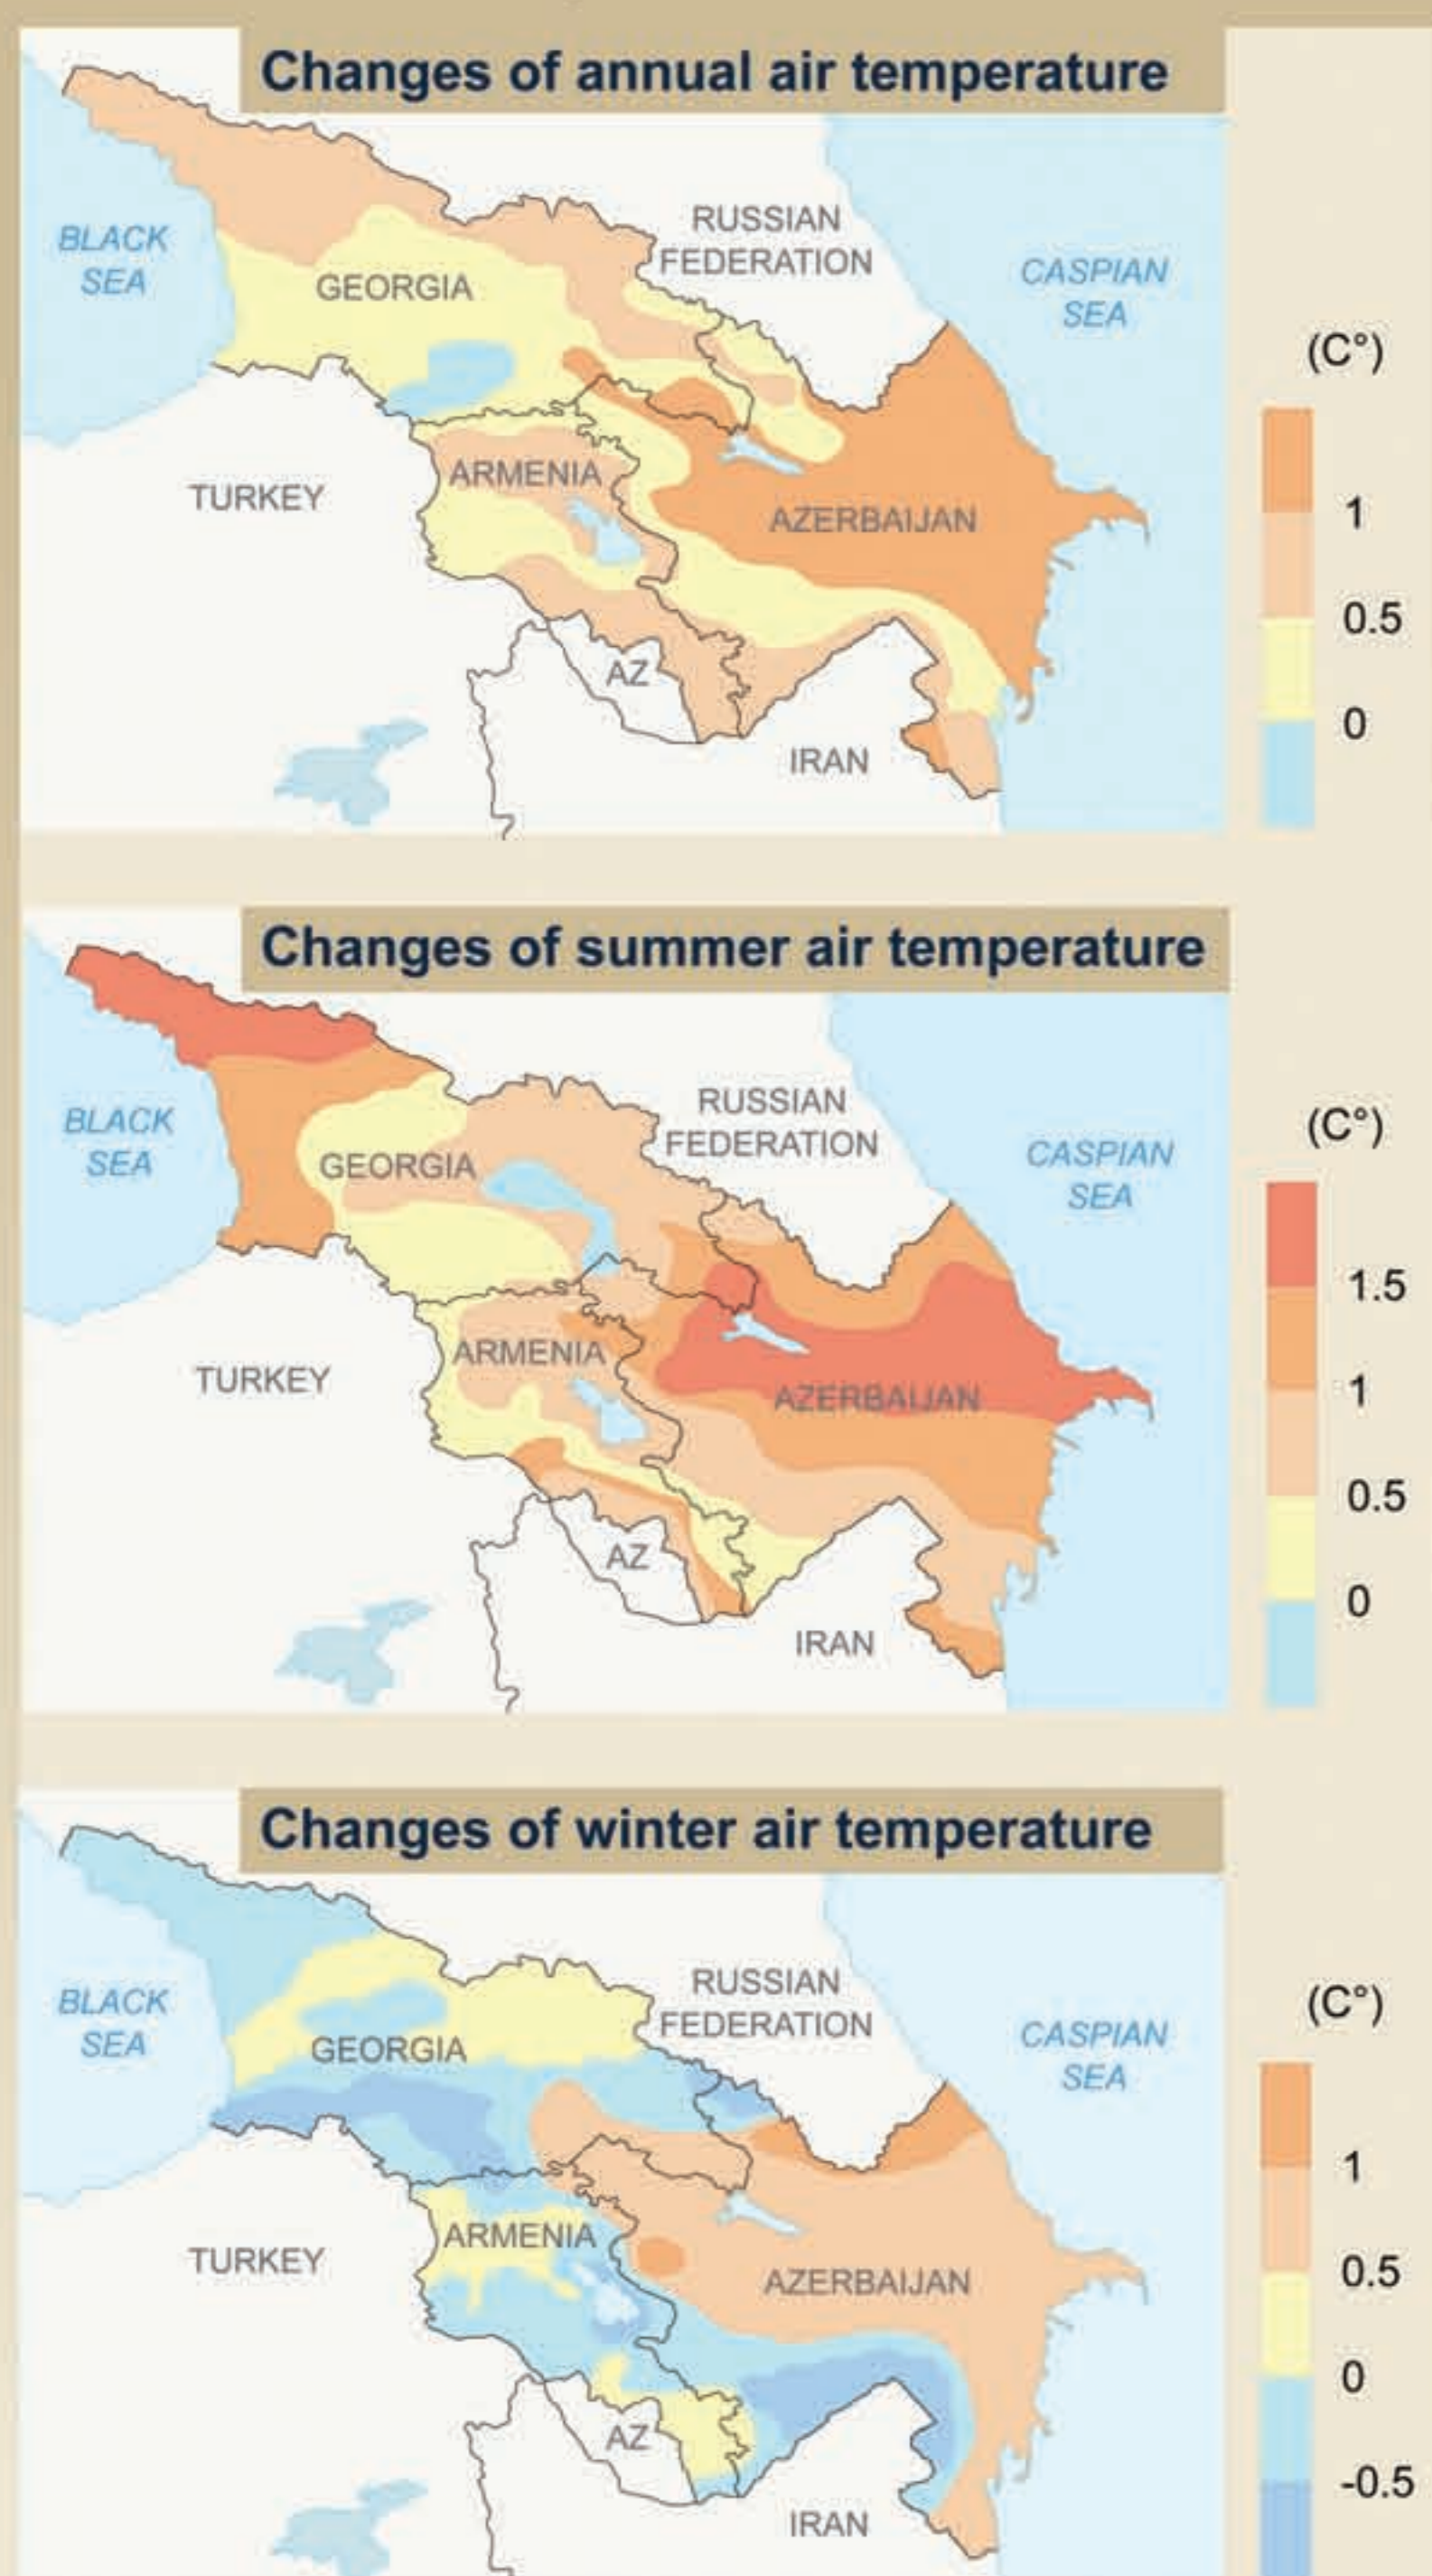 Changes of annual air temperature
BLACK
SEA
RUSSIAN
FEDERATION
CASPIAN
SEA
GEORGIA
ARMENIA
TURKEY
AZERBAIJAN
AZ
IRAN
(C°)
1
0.5
0
Changes of summer air temperature
BLACK
SEA
RUSSIAN
FEDERATION
CASPIAN
SEA
GEORGIA
ARMENIA
TURKEY
AZERBAIJAN
AZ
IRAN
(C°)
1.5
1
0.5
0
Changes of winter air temperature
BLACK
SEA
RUSSIAN
FEDERATION
CASPIAN
SEA
GEORGIA
ARMENIA
TURKEY
AZERBAIJAN
AZ
IRAN
(C°)
1
0.5
0
-0.5